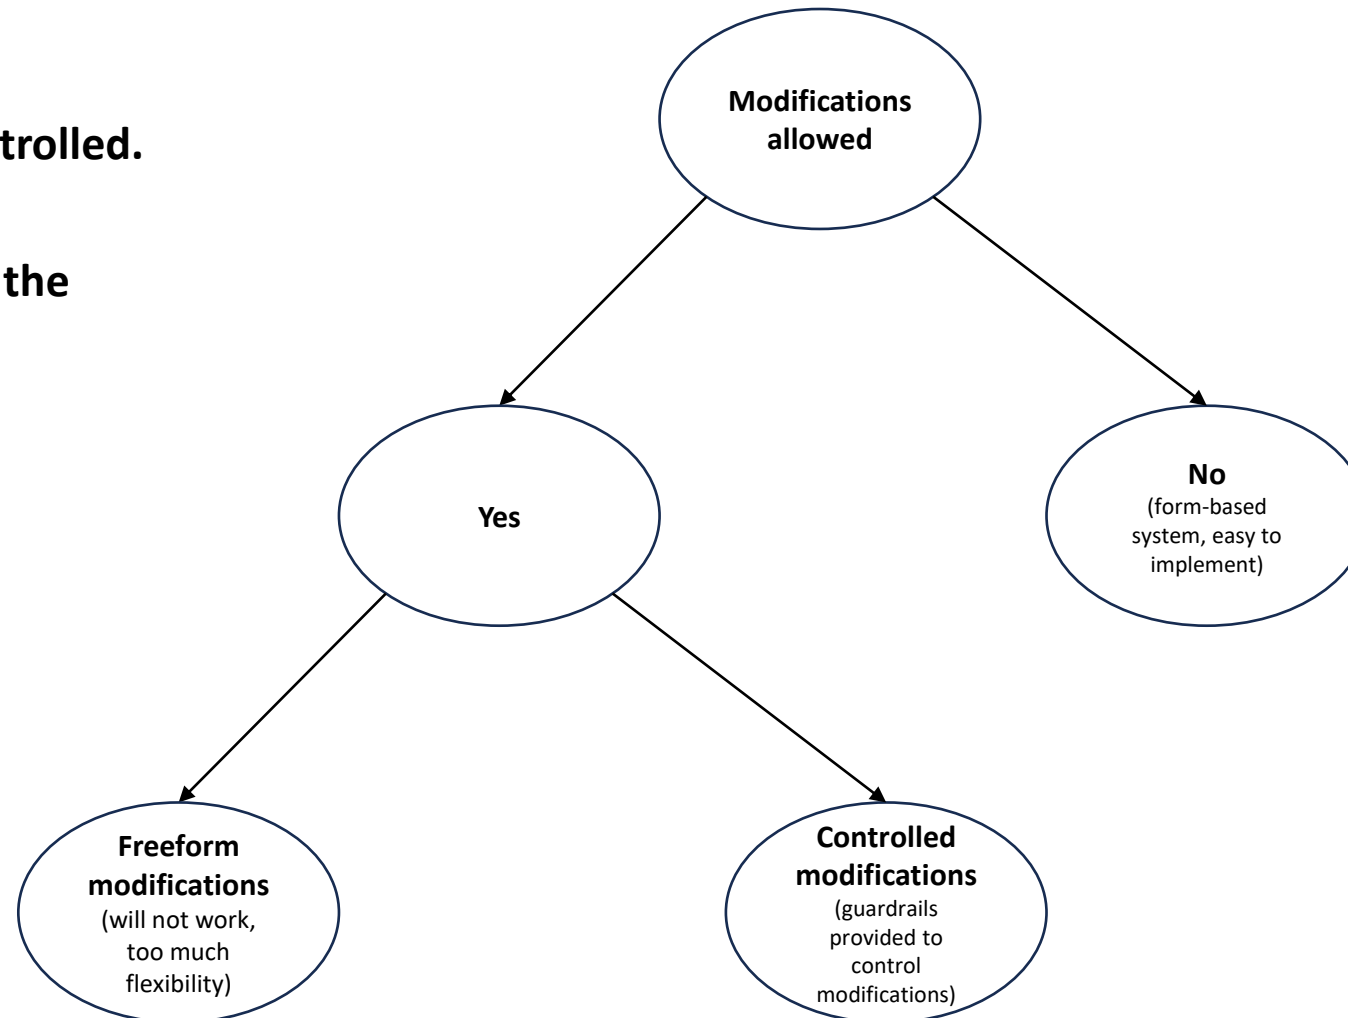 trolled.
the
Modifications
allowed
Yes
No
(form-based
system, easy to
implement)
Freeform
modifications
(will not work,
too much
flexibility)
Controlled
modifications
(guardrails
provided to
control
modifications)